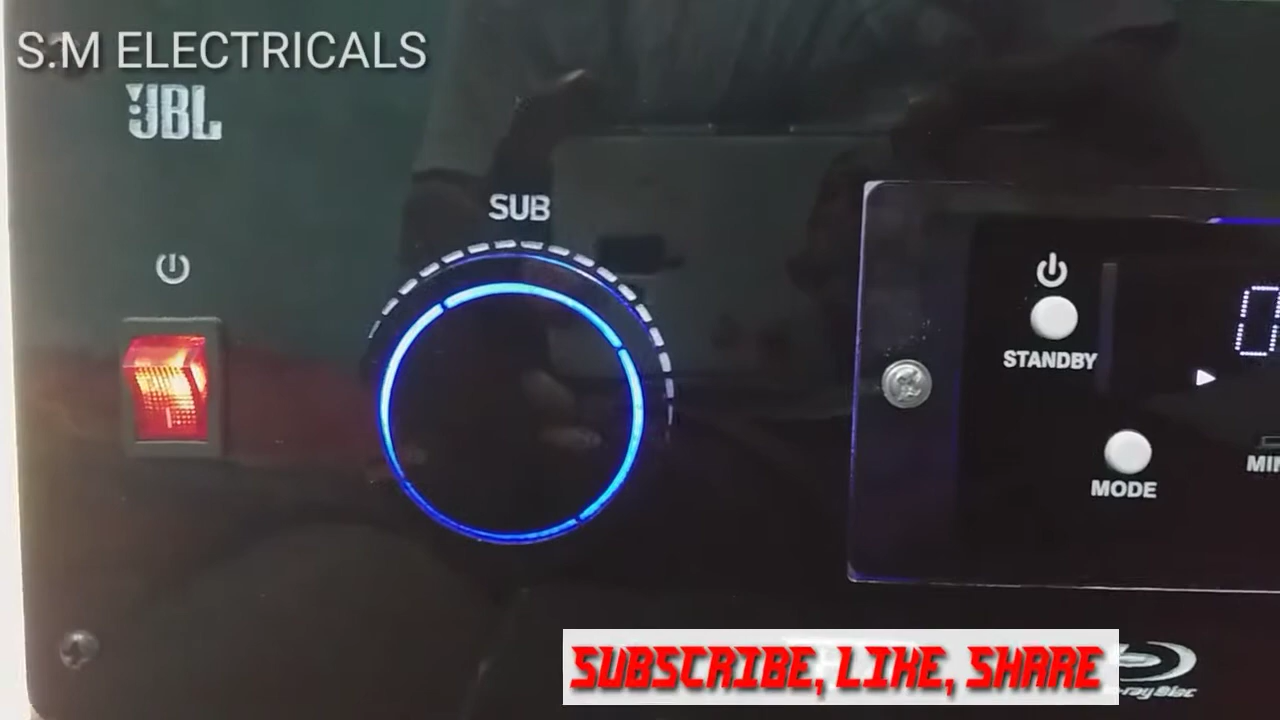 S.M ELECTRICALS
JBL
SUB
STANDBY
MODE
SUBSCRIBE, LIKE, SHARE